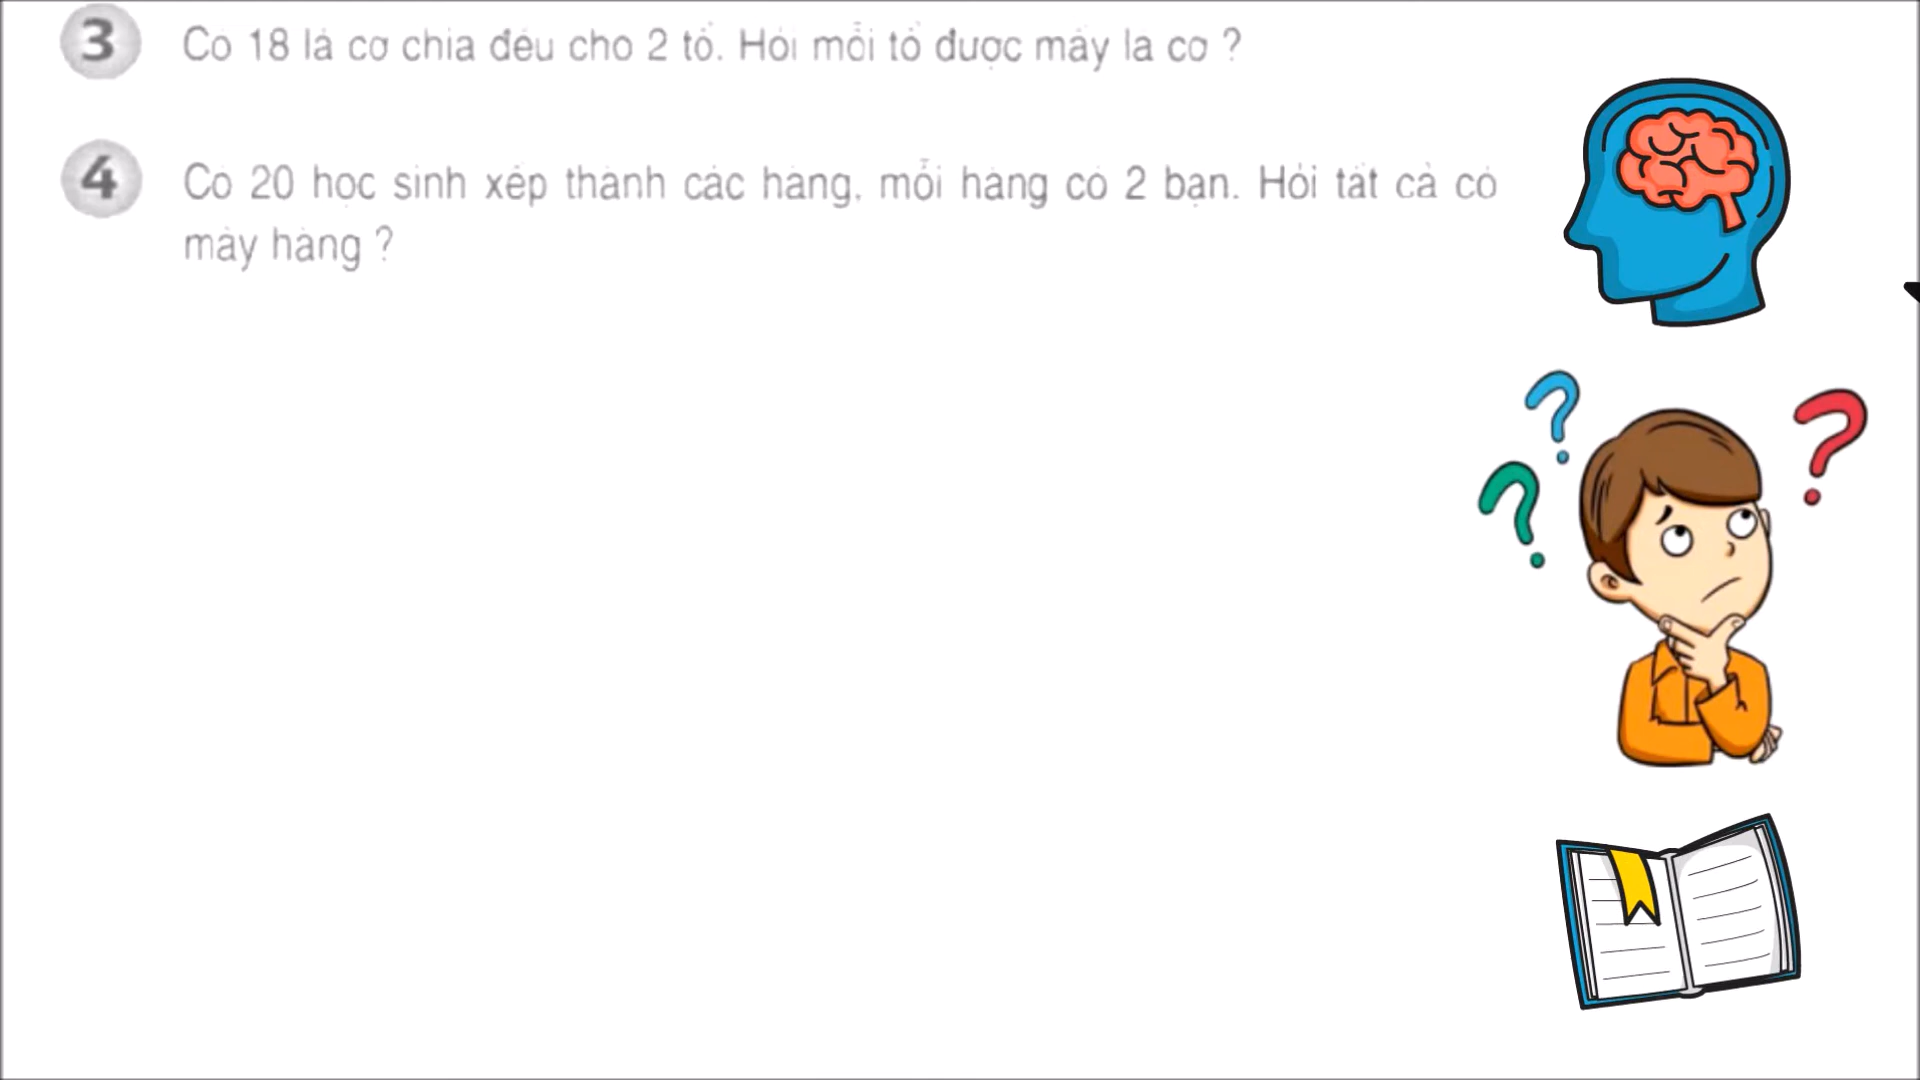 3 Có 18 lá cờ chia đều cho 2 tổ. Hỏi mỗi tổ được mấy lá cờ ?
4 Có 20 học sinh xếp thành các hàng, mỗi hàng có 2 bạn. Hỏi tất cả có
mấy hàng ?